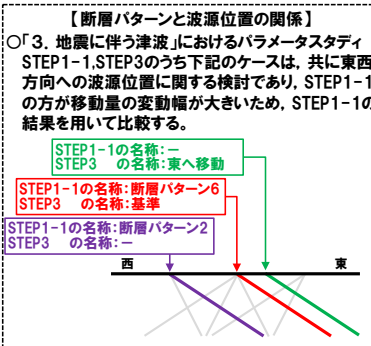 【断層パターンと波源位置の関係】
○「3．地震に伴う津波」におけるパラメータスタディ
STEP1-1,STEP3のうち下記のケースは，共に東西
方向への波源位置に関する検討であり，STEP1-1
の方が移動量の変動幅が大きいため，STEP1-1の
結果を用いて比較する。
STEP1-1の名称：－
STEP3　の名称：東へ移動
STEP1-1の名称：断層パターン6
STEP3　の名称：基準
STEP1-1の名称：断層パターン2
STEP3　の名称：－
西　東